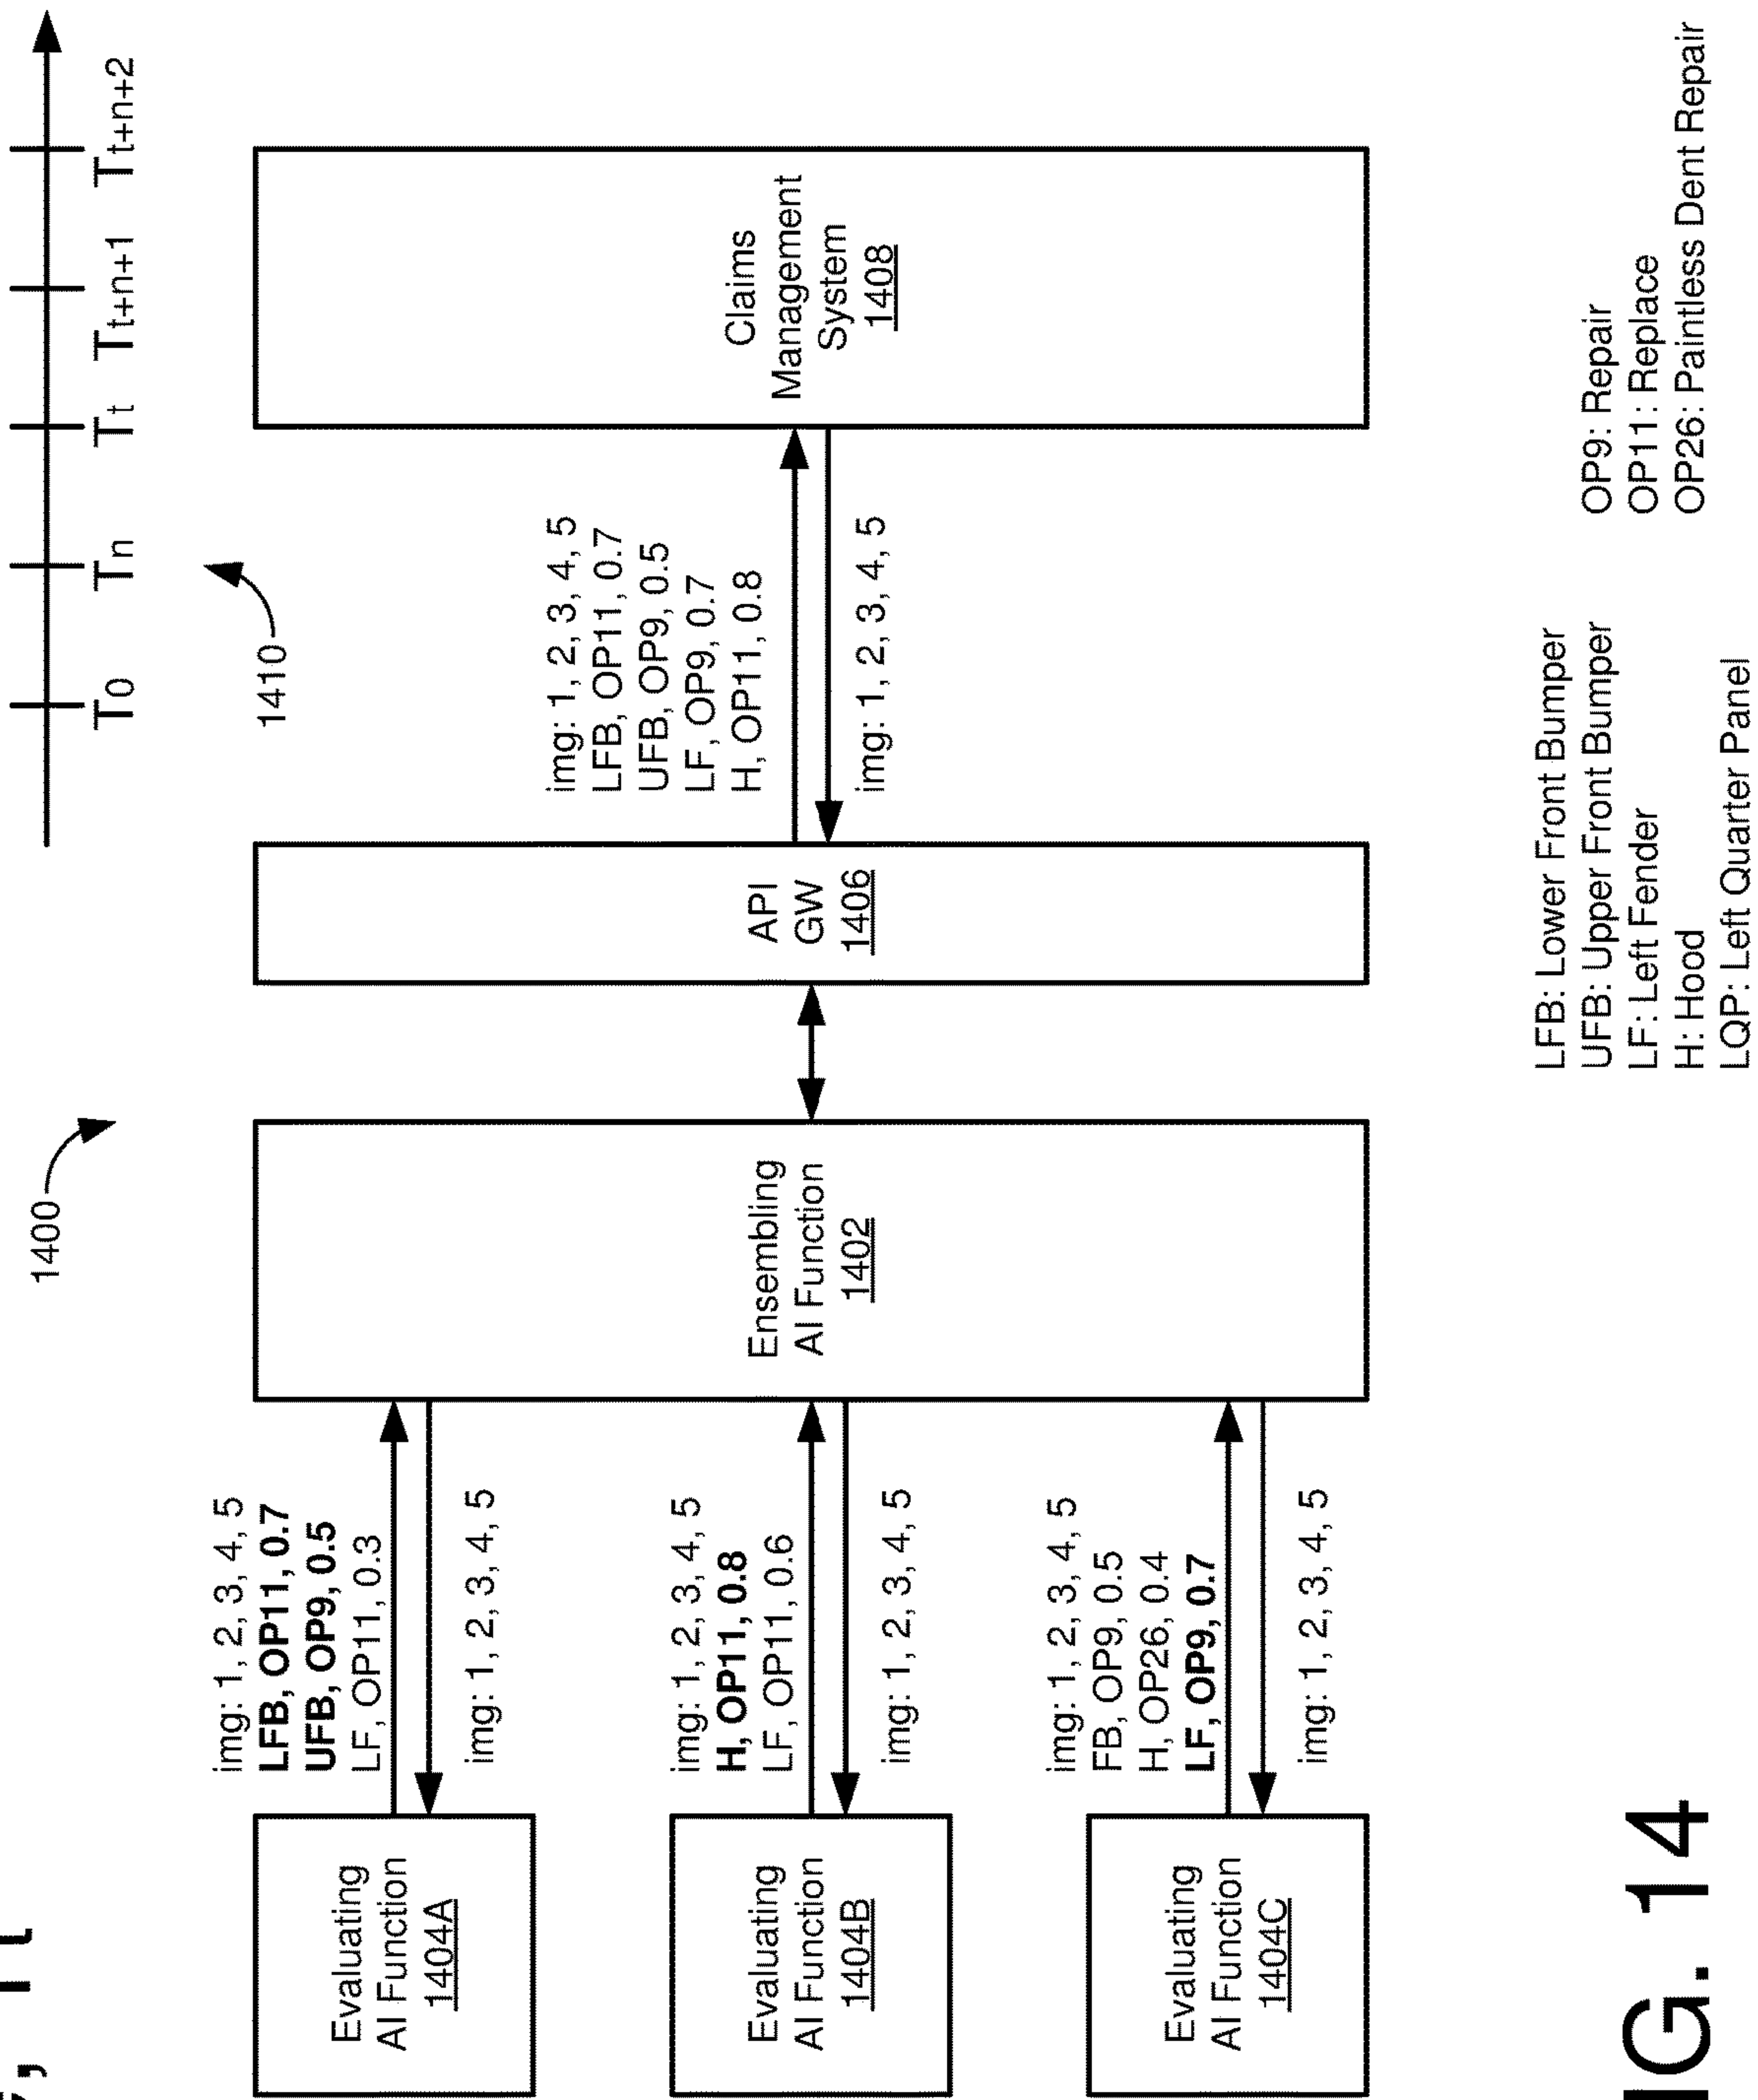 1400
T0
Tn
Tt
Tt+n+1
Tt+n+2
1410
Evaluating
AI Function
1404A
img: 1, 2, 3, 4, 5
LFB, OP11, 0.7
UFB, OP9, 0.5
LF, OP11, 0.3
img: 1, 2, 3, 4, 5
Evaluating
AI Function
1404B
img: 1, 2, 3, 4, 5
H, OP11, 0.8
LF, OP11, 0.6
img: 1, 2, 3, 4, 5
Evaluating
AI Function
1404C
img: 1, 2, 3, 4, 5
FB, OP9, 0.5
H, OP26, 0.4
LF, OP9, 0.7
img: 1, 2, 3, 4, 5
Ensembling
AI Function
1402
API
GW
1406
img: 1, 2, 3, 4, 5
LFB, OP11, 0.7
UFB, OP9, 0.5
LF, OP9, 0.7
H, OP11, 0.8
img: 1, 2, 3, 4, 5
Claims
Management
System
1408
LFB: Lower Front Bumper
UFB: Upper Front Bumper
LF: Left Fender
H: Hood
LQP: Left Quarter Panel
OP9: Repair
OP11: Replace
OP26: Paintless Dent Repair
IG. 14